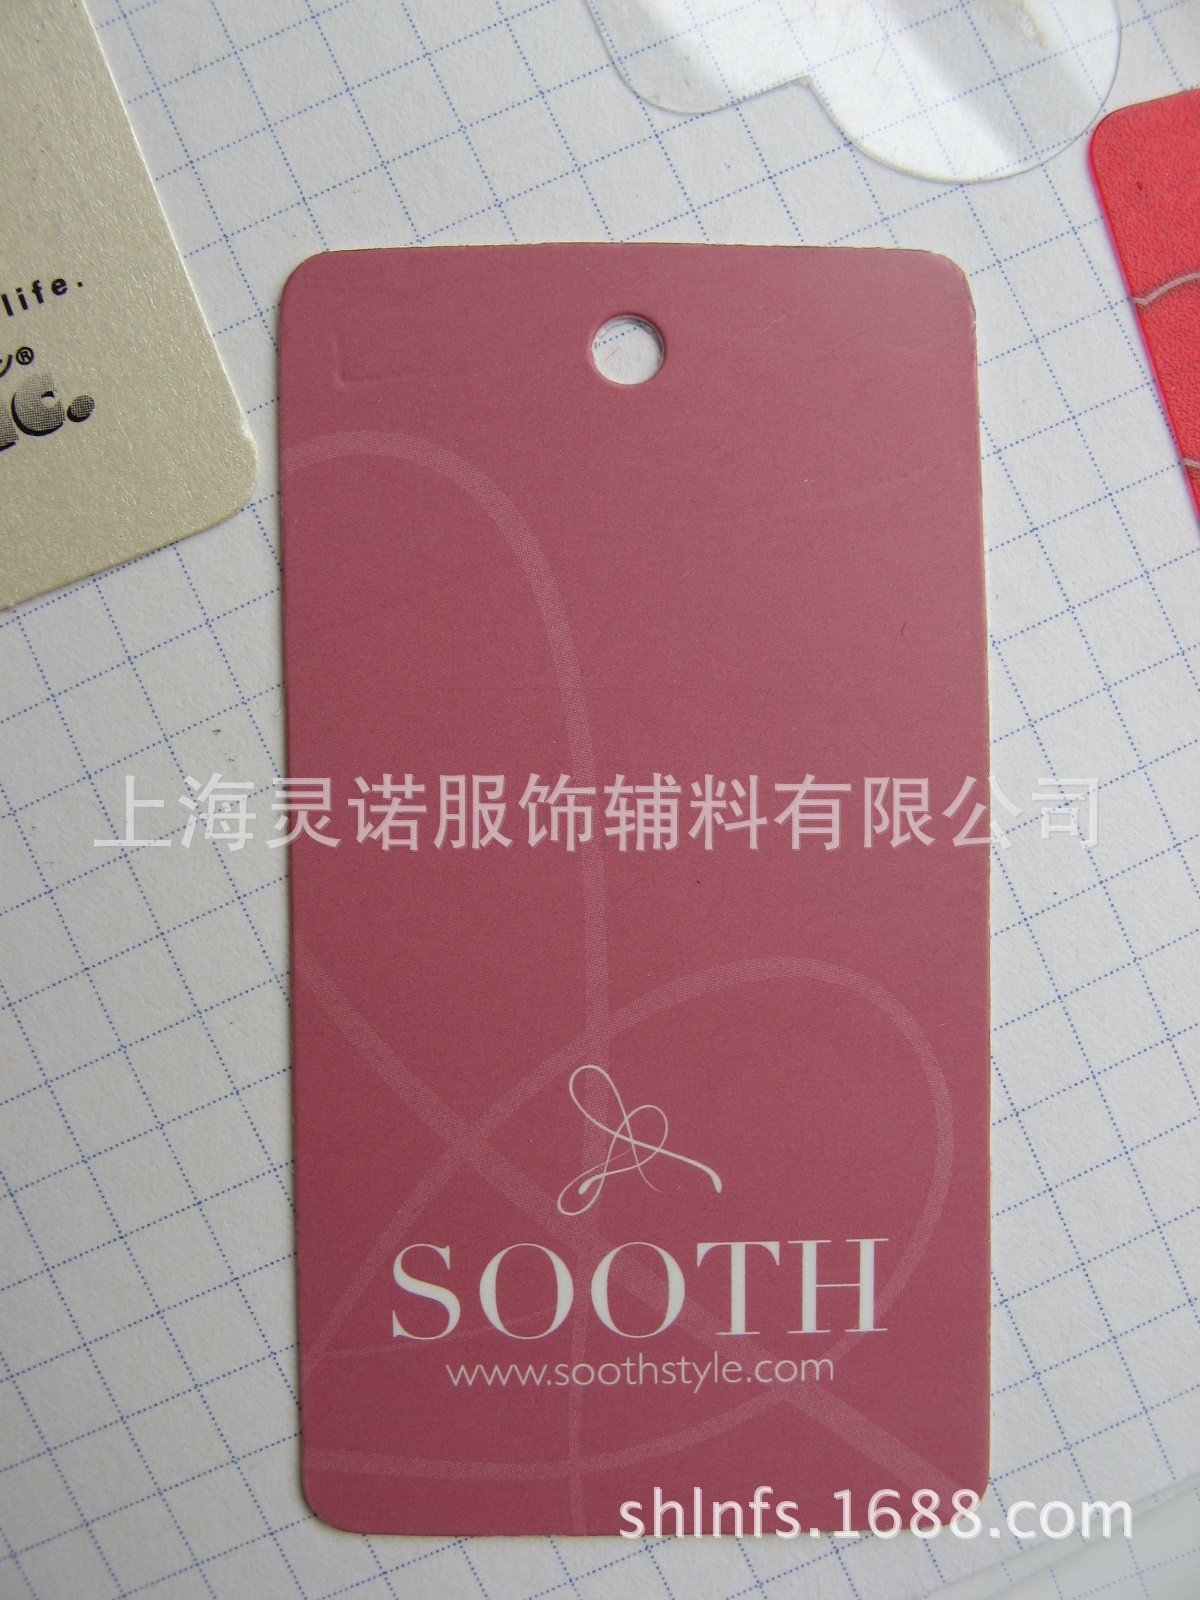 life.
ン®
c.
上海灵诺服饰辅料有限公司
SOOTH
www.soothstyle.com
shlnfs.1688.com